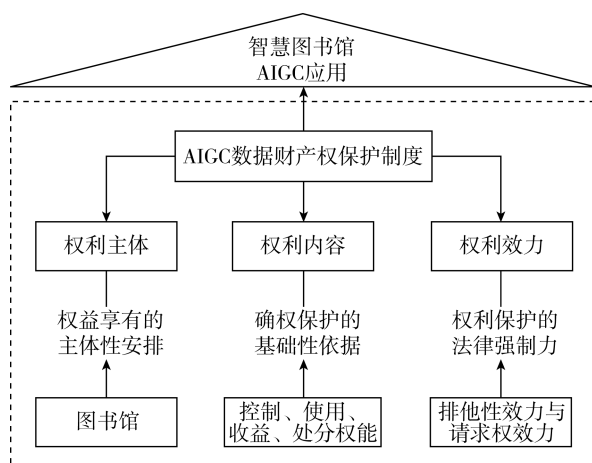 智慧图书馆
AIGC应用
AIGC数据财产权保护制度
权利主体
权利内容
权利效力
权益享有的
主体性安排
确权保护的
基础性依据
权利保护的
法律强制力
图书馆
控制、使用、
收益、处分权能
排他性效力与
请求权效力